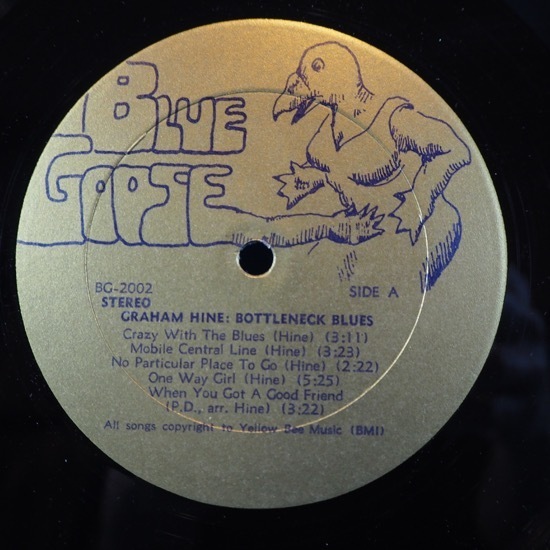 BLUE
GOOSE
BG-2002
SIDE A
STEREO
GRAHAM HINE: BOTTLENECK BLUES
Crazy With The Blues (Hine) (3:11)
Mobile Central Line (Hine) (3:23)
No Particular Place To Go (Hine) (2:22)
One Way Girl (Hine) (5:25)
When You Got A Good Friend
(P.D., arr. Hine) (3:22)
All songs copyright to Yellow Bee Music (BMI)